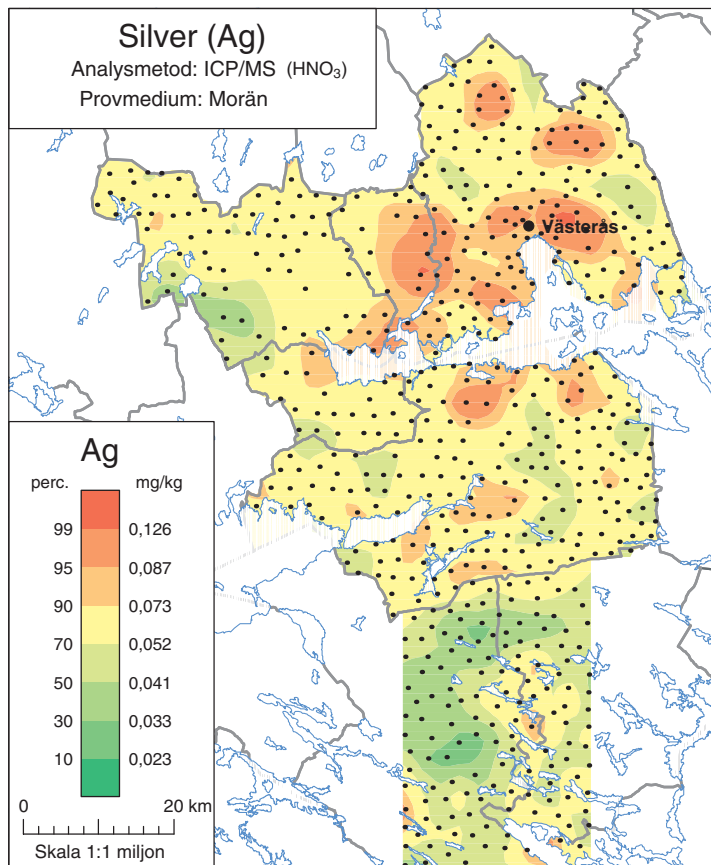 Silver (Ag)
Analysmetod: ICP/MS (HNO₃)
Provmedium: Morän
Västerås
Ag
perc. mg/kg
99 0,126
95 0,087
90 0,073
70 0,052
50 0,041
30 0,033
10 0,023
0 20 km
Skala 1:1 miljon